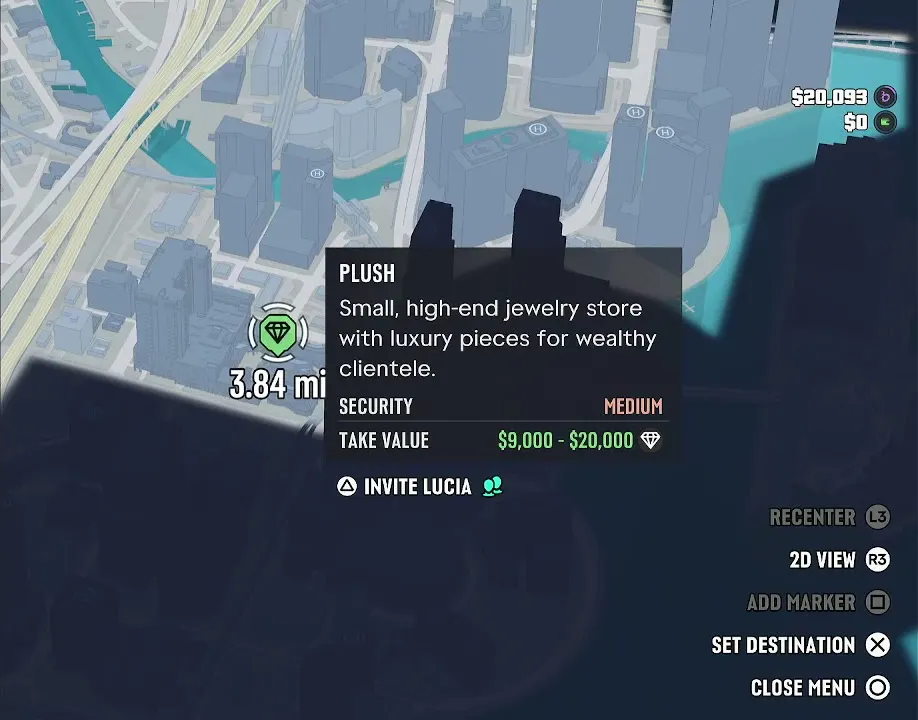 $20,093
$0
PLUSH
Small, high-end jewelry store
with luxury pieces for wealthy
clientele.
3.84 mi
SECURITY MEDIUM
TAKE VALUE $9,000 - $20,000
INVITE LUCIA
RECENTER L3
2D VIEW R3
ADD MARKER
SET DESTINATION
CLOSE MENU
H
H
H
H